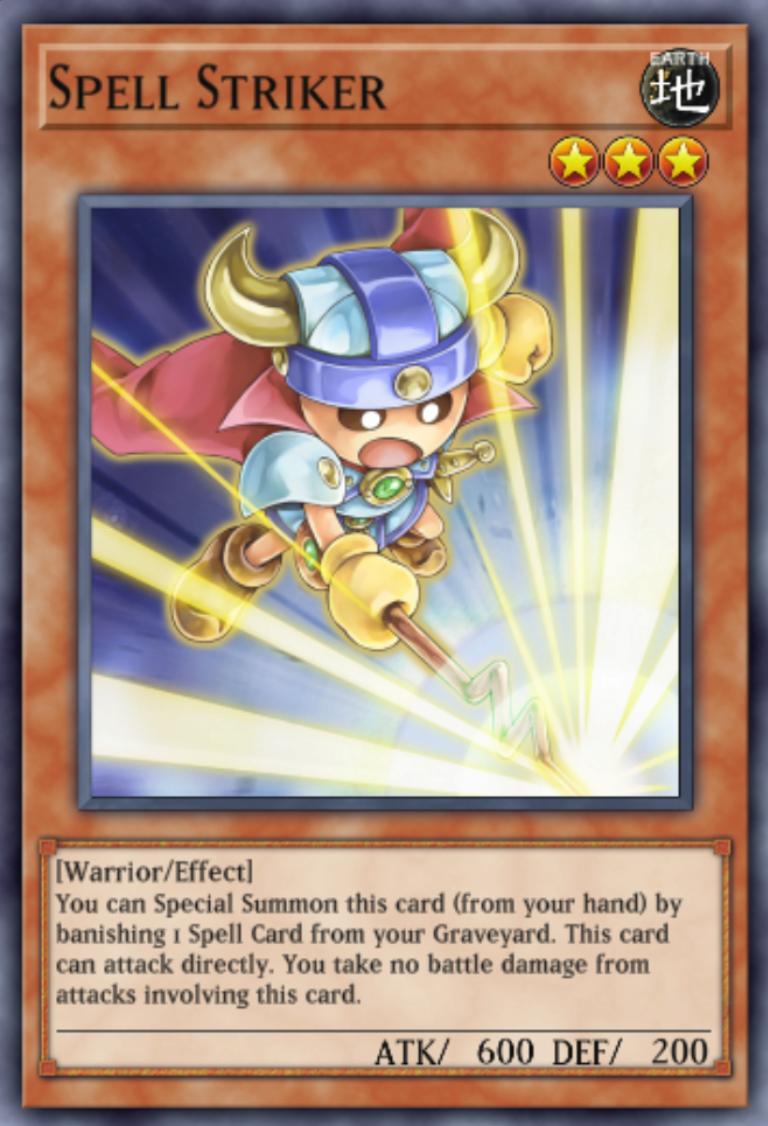 SPELL STRIKER
EARTH
地
[Warrior/Effect]
You can Special Summon this card (from your hand) by
banishing 1 Spell Card from your Graveyard. This card
can attack directly. You take no battle damage from
attacks involving this card.
ATK/ 600 DEF/ 200